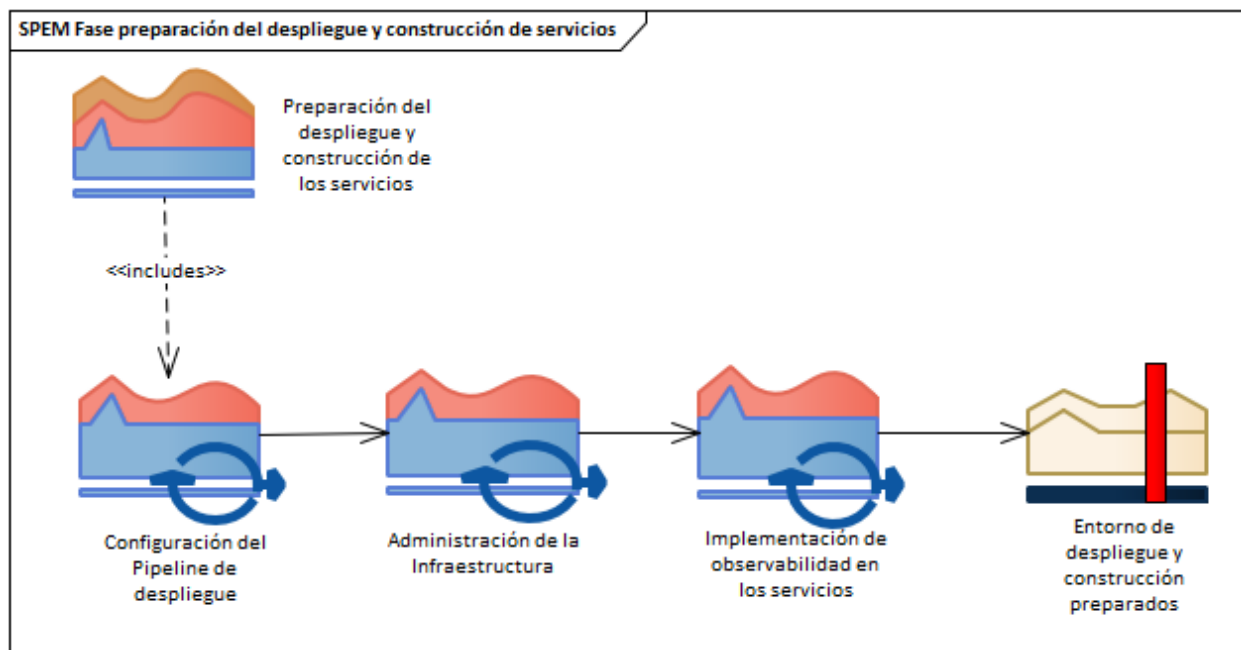 SPEM Fase preparación del despliegue y construcción de servicios
Preparación del
despliegue y
construcción de
los servicios
<<includes>>
Configuración del
Pipeline de
despliegue
Administración de la
Infraestructura
Implementación de
observabilidad en
los servicios
Entorno de
despliegue y
construcción
preparados